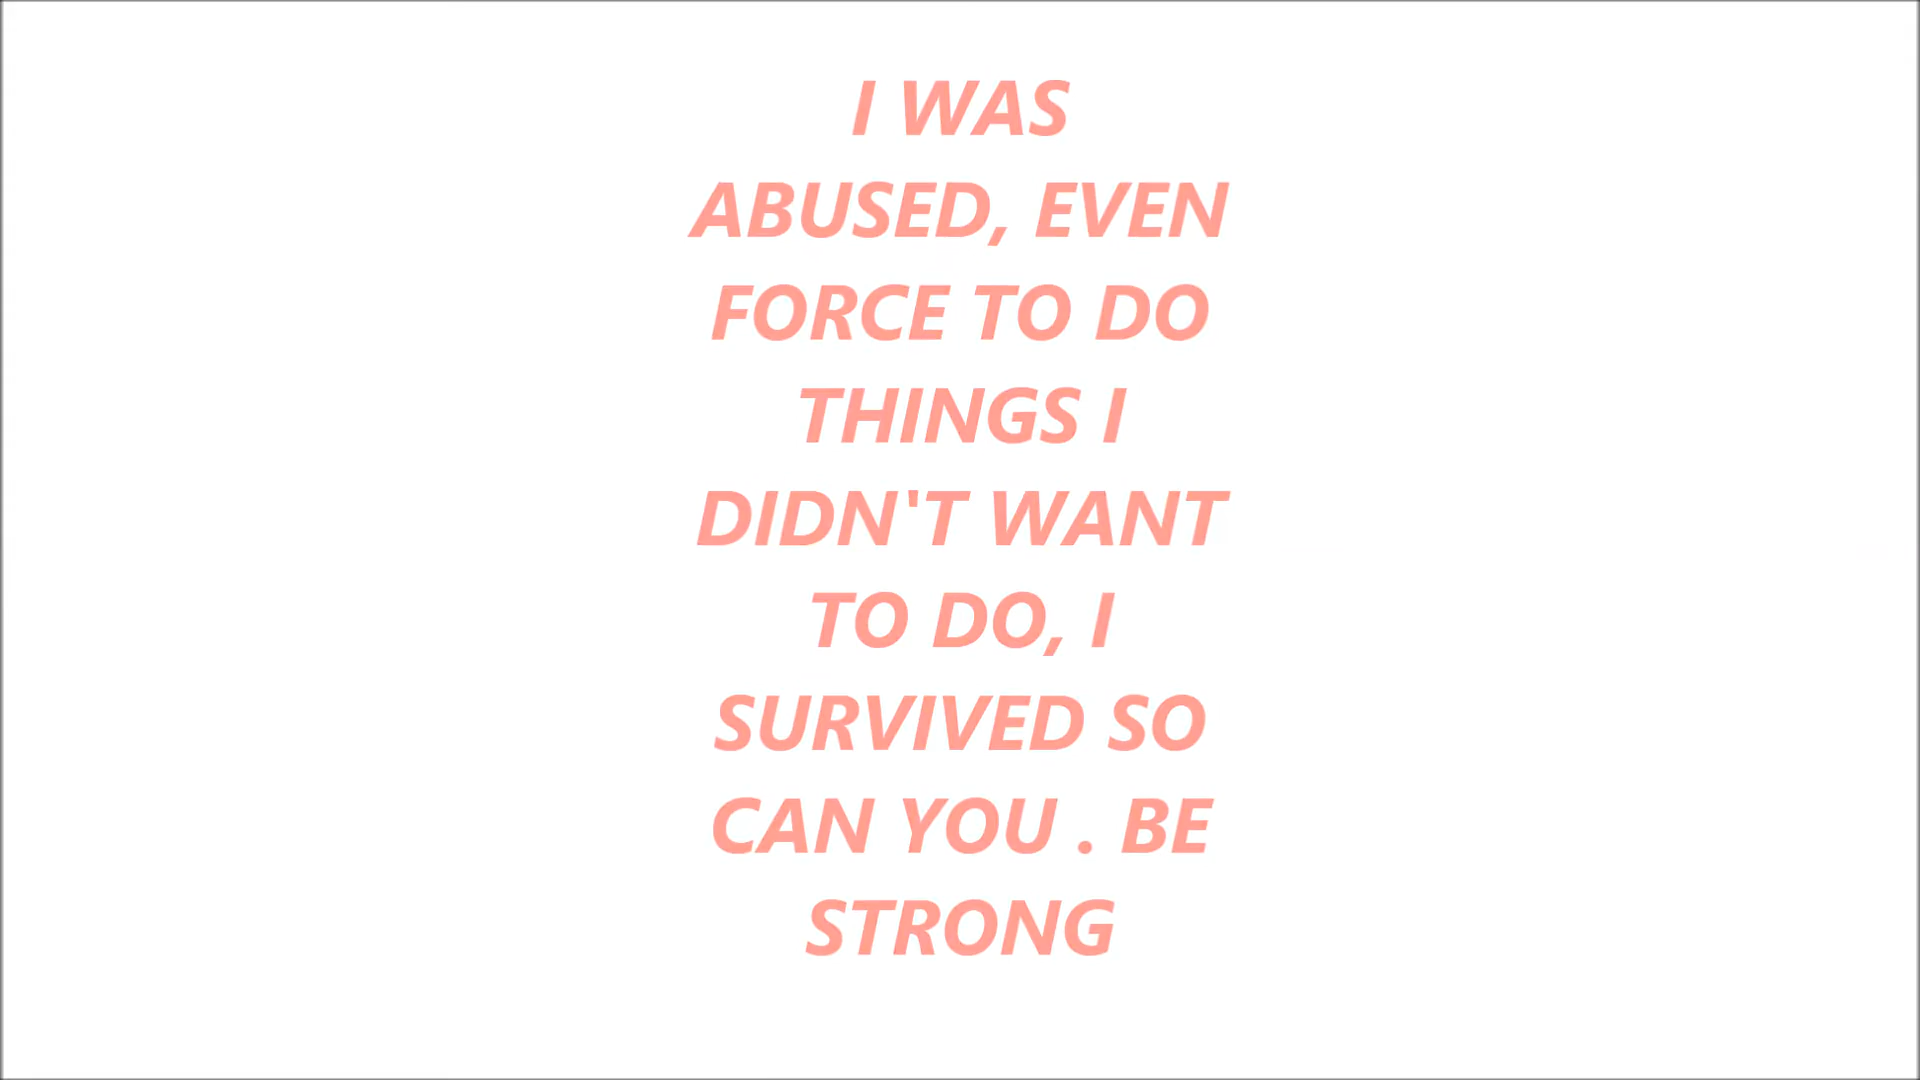 I WAS
ABUSED, EVEN
FORCE TO DO
THINGS I
DIDN'T WANT
TO DO, I
SURVIVED SO
CAN YOU . BE
STRONG